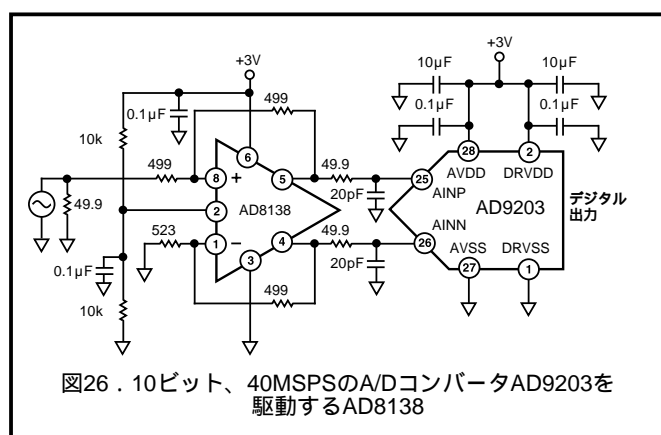 +3V
+3V
10µF
10µF
0.1µF
499
0.1µF
0.1µF
10k
6
28
2
499
8
+
5
49.9
25
AVDD
DRVDD
デジタル
出力
20pF
AINP
49.9
2
AD8138
AD9203
AINN
523
1
−
4
49.9
26
AVSS
DRVSS
0.1µF
3
20pF
27
1
10k
499
図26．10ビット、40MSPSのA/DコンバータAD9203を
駆動するAD8138